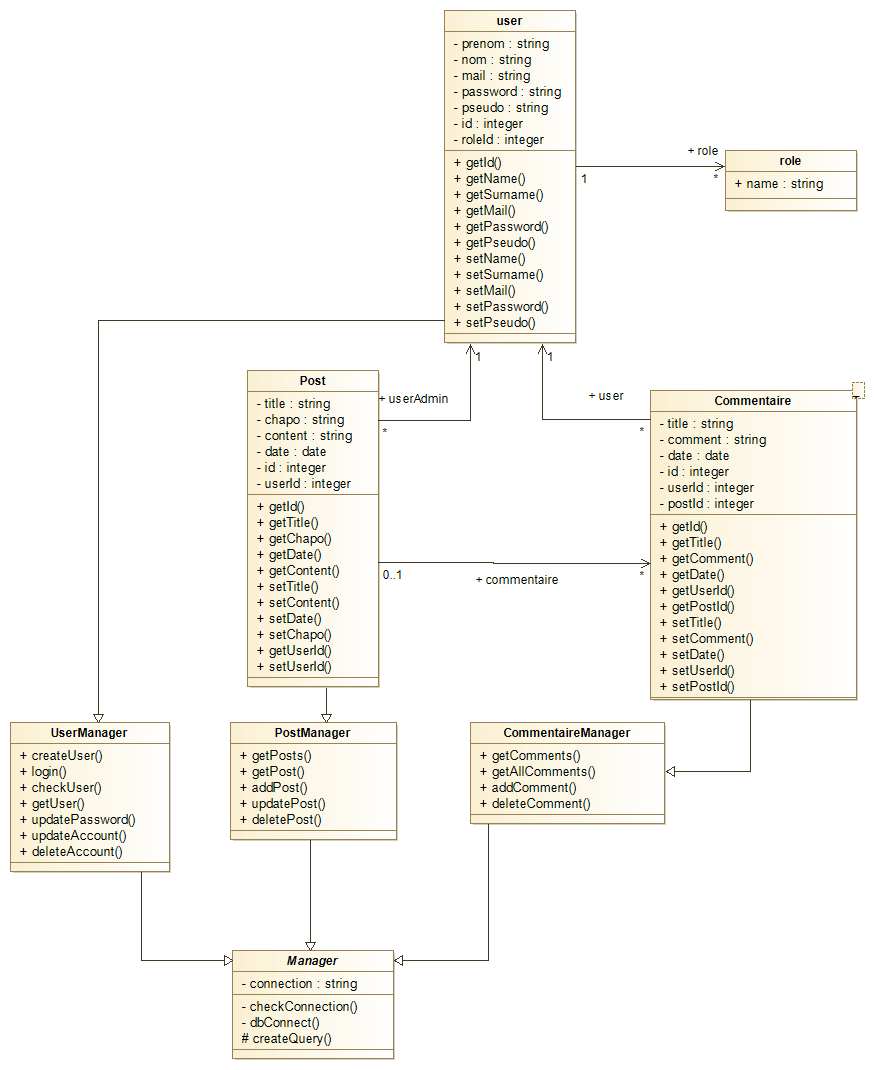 user
- prenom : string
- nom : string
- mail : string
- password : string
- pseudo : string
- id : integer
- roleId : integer
+ getId()
+ getName()
+ getSurname()
+ getMail()
+ getPassword()
+ getPseudo()
+ setName()
+ setSurname()
+ setMail()
+ setPassword()
+ setPseudo()
+ role
1
*
role
+ name : string
1
1
Post
- title : string
- chapo : string
- content : string
- date : date
- id : integer
- userId : integer
+ getId()
+ getTitle()
+ getChapo()
+ getDate()
+ getContent()
+ setTitle()
+ setContent()
+ setDate()
+ setChapo()
+ getUserId()
+ setUserId()
+ userAdmin
*
+ user
*
Commentaire
- title : string
- comment : string
- date : date
- id : integer
- userId : integer
- postId : integer
+ getId()
+ getTitle()
+ getComment()
+ getDate()
+ getUserId()
+ getPostId()
+ setTitle()
+ setComment()
+ setDate()
+ setUserId()
+ setPostId()
0..1
+ commentaire
*
UserManager
+ createUser()
+ login()
+ checkUser()
+ getUser()
+ updatePassword()
+ updateAccount()
+ deleteAccount()
PostManager
+ getPosts()
+ getPost()
+ addPost()
+ updatePost()
+ deletePost()
CommentaireManager
+ getComments()
+ getAllComments()
+ addComment()
+ deleteComment()
Manager
- connection : string
- checkConnection()
- dbConnect()
# createQuery()